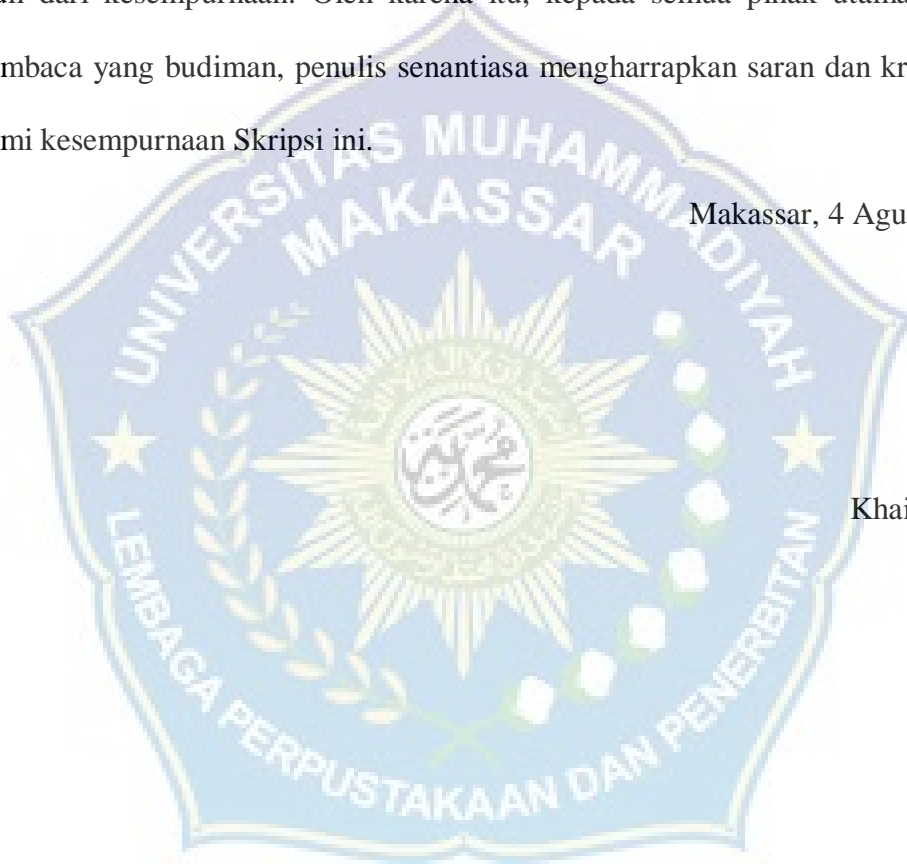 dari kesempurnaan. Oleh karena itu, kepada semua pihak utama
mbaca yang budiman, penulis senantiasa mengharrapkan saran dan kr
mi kesempurnaan Skripsi ini.
Makassar, 4 Agu
Khai
UNIVERSITAS MUHAMMADIYAH
MAKASSAR
محمد
LEMBAGA PERPUSTAKAAN DAN PENERBITAN